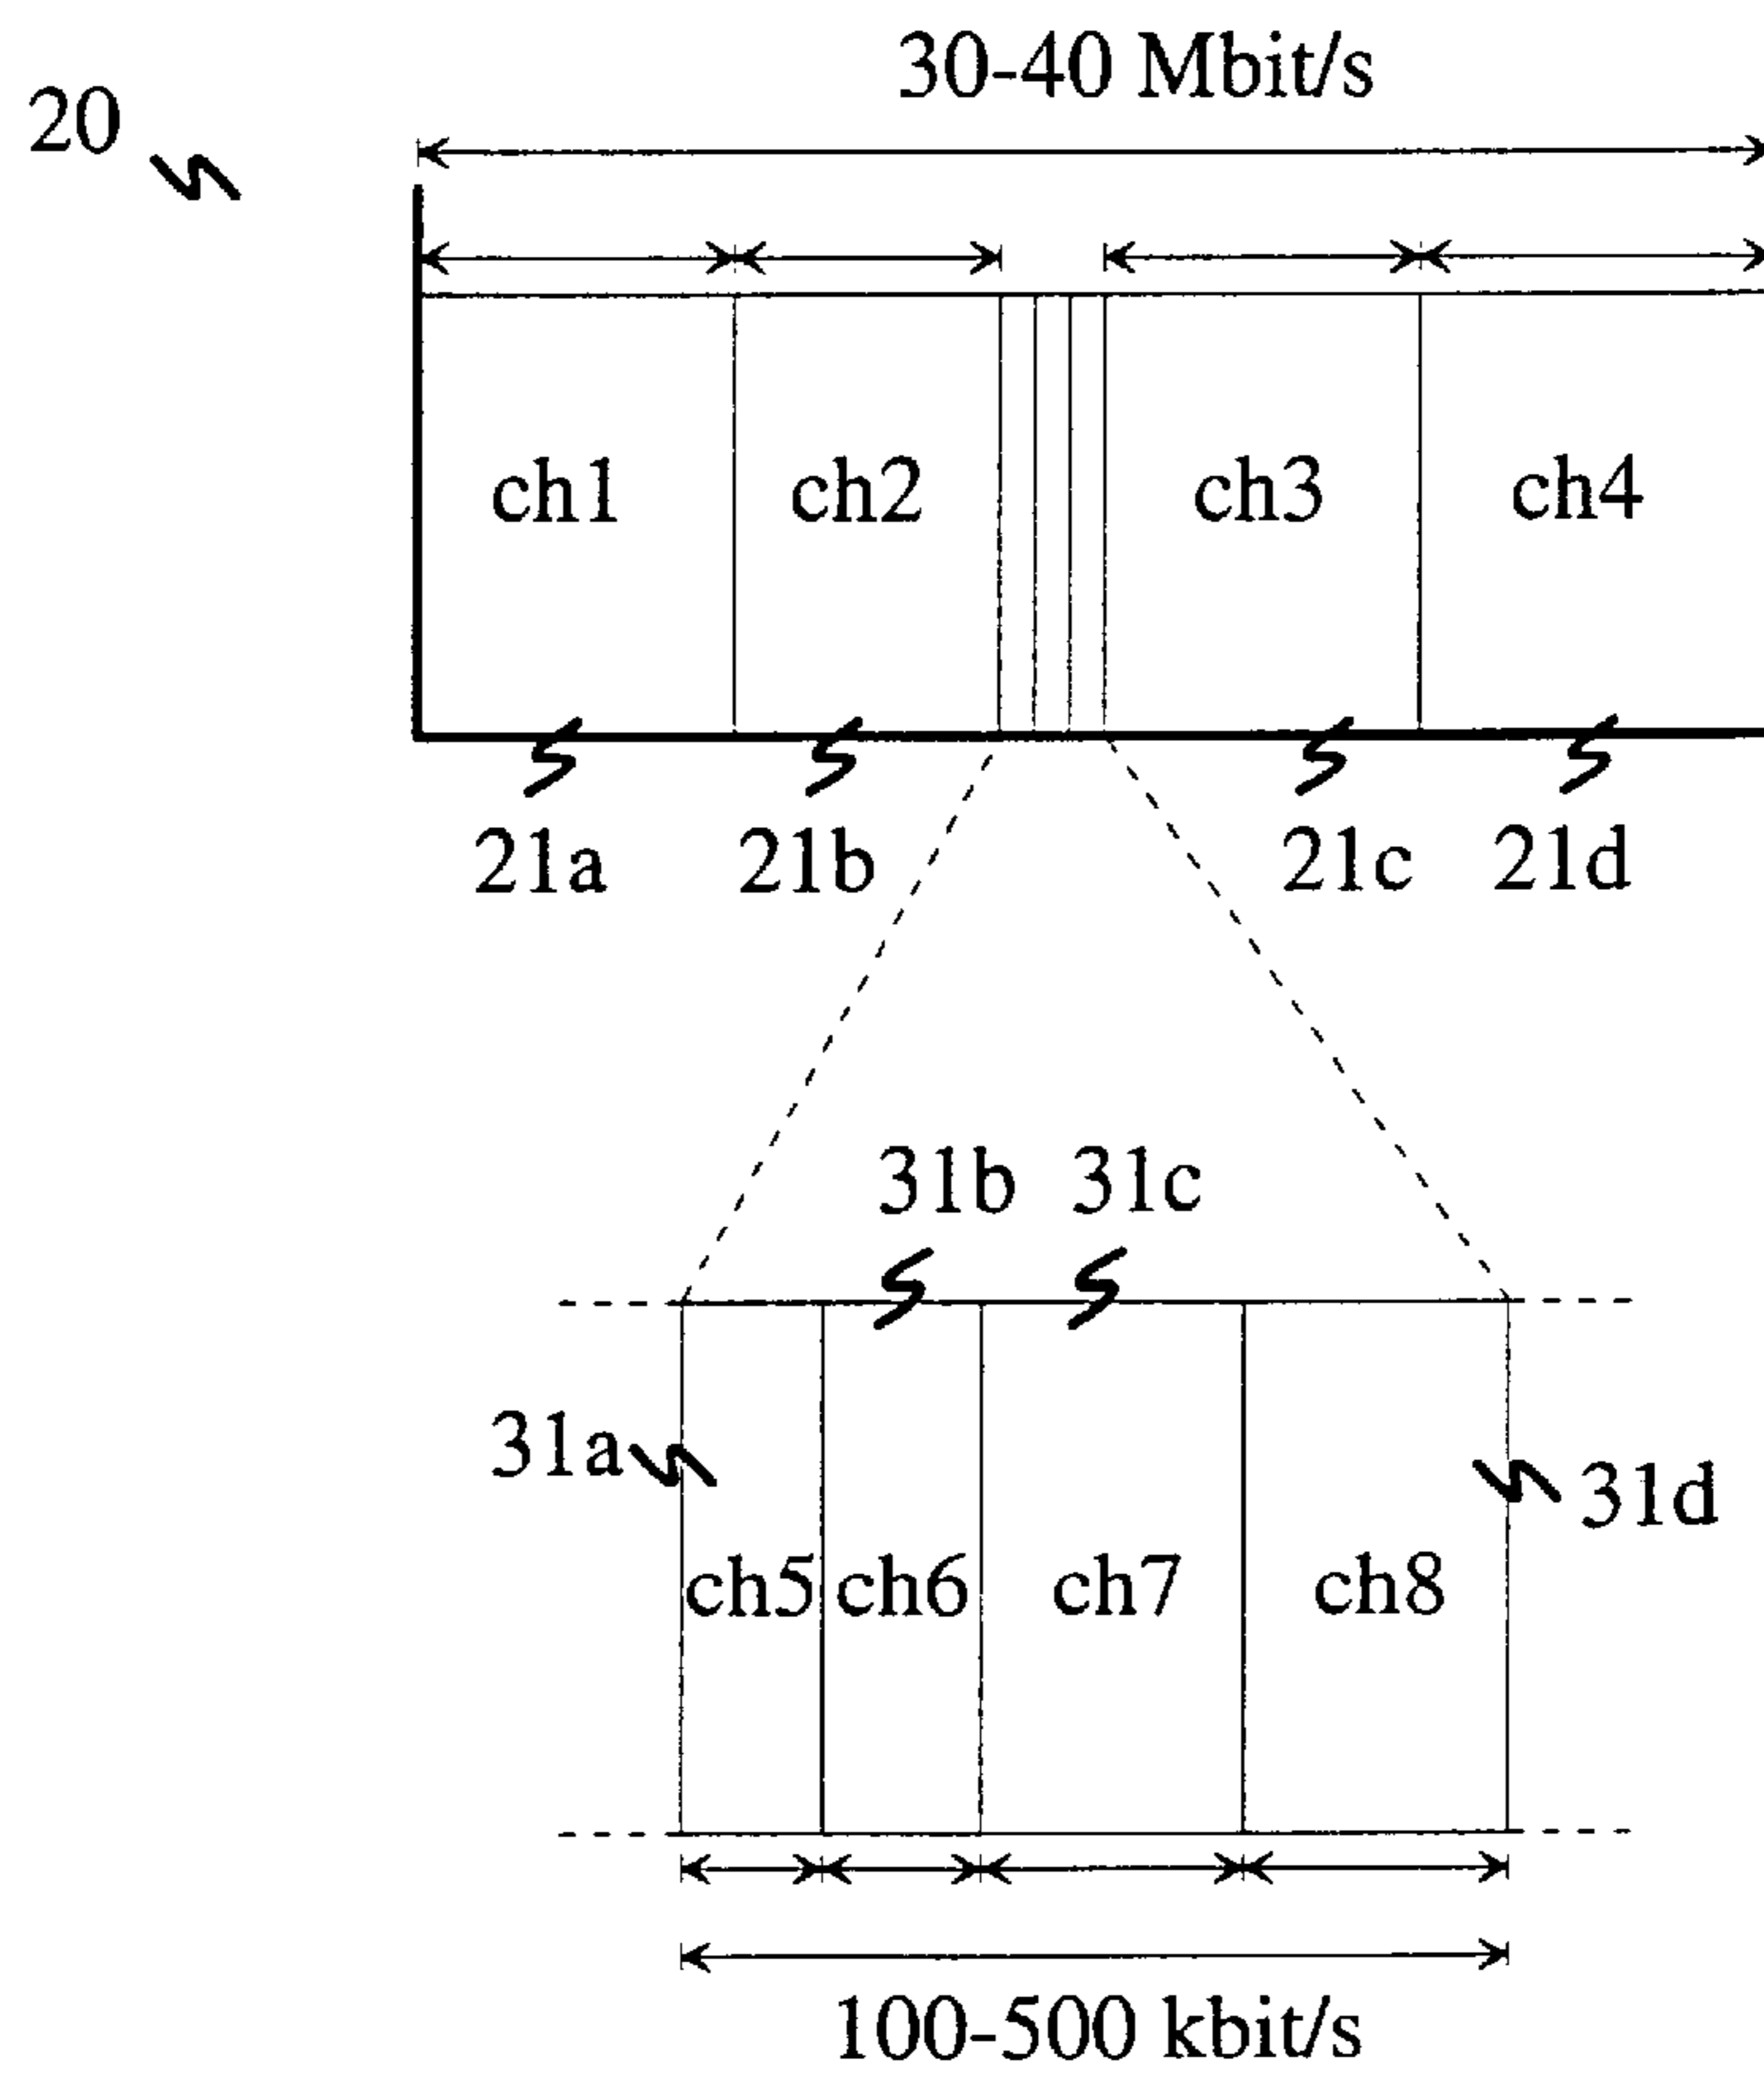 30-40 Mbit/s
20
ch1 ch2 ch3 ch4
21a 21b 21c 21d
31b 31c
31a
31d
ch5 ch6 ch7 ch8
100-500 kbit/s